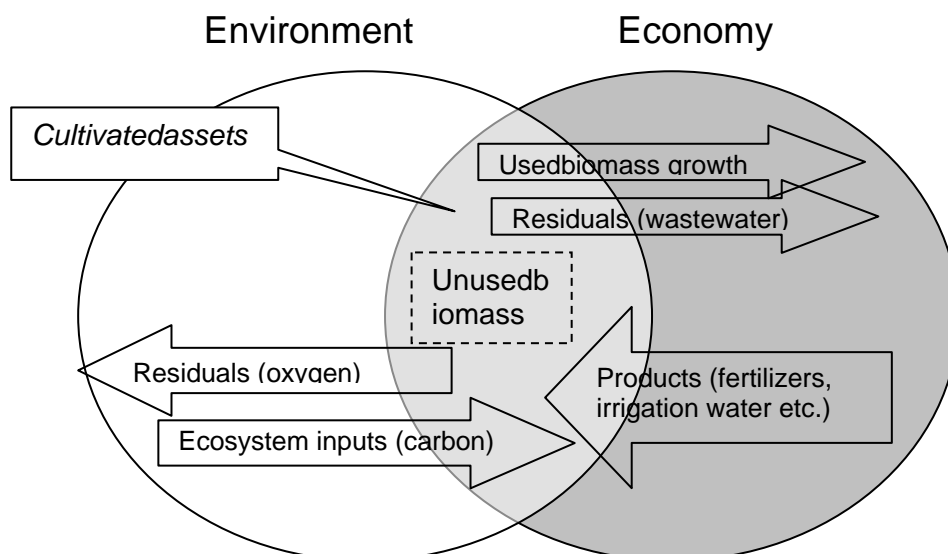 Environment
Economy
Cultivatedassets
Usedbiomass growth
Residuals (wastewater)
Unusedb
iomass
Residuals (oxygen)
Products (fertilizers,
irrigation water etc.)
Ecosystem inputs (carbon)